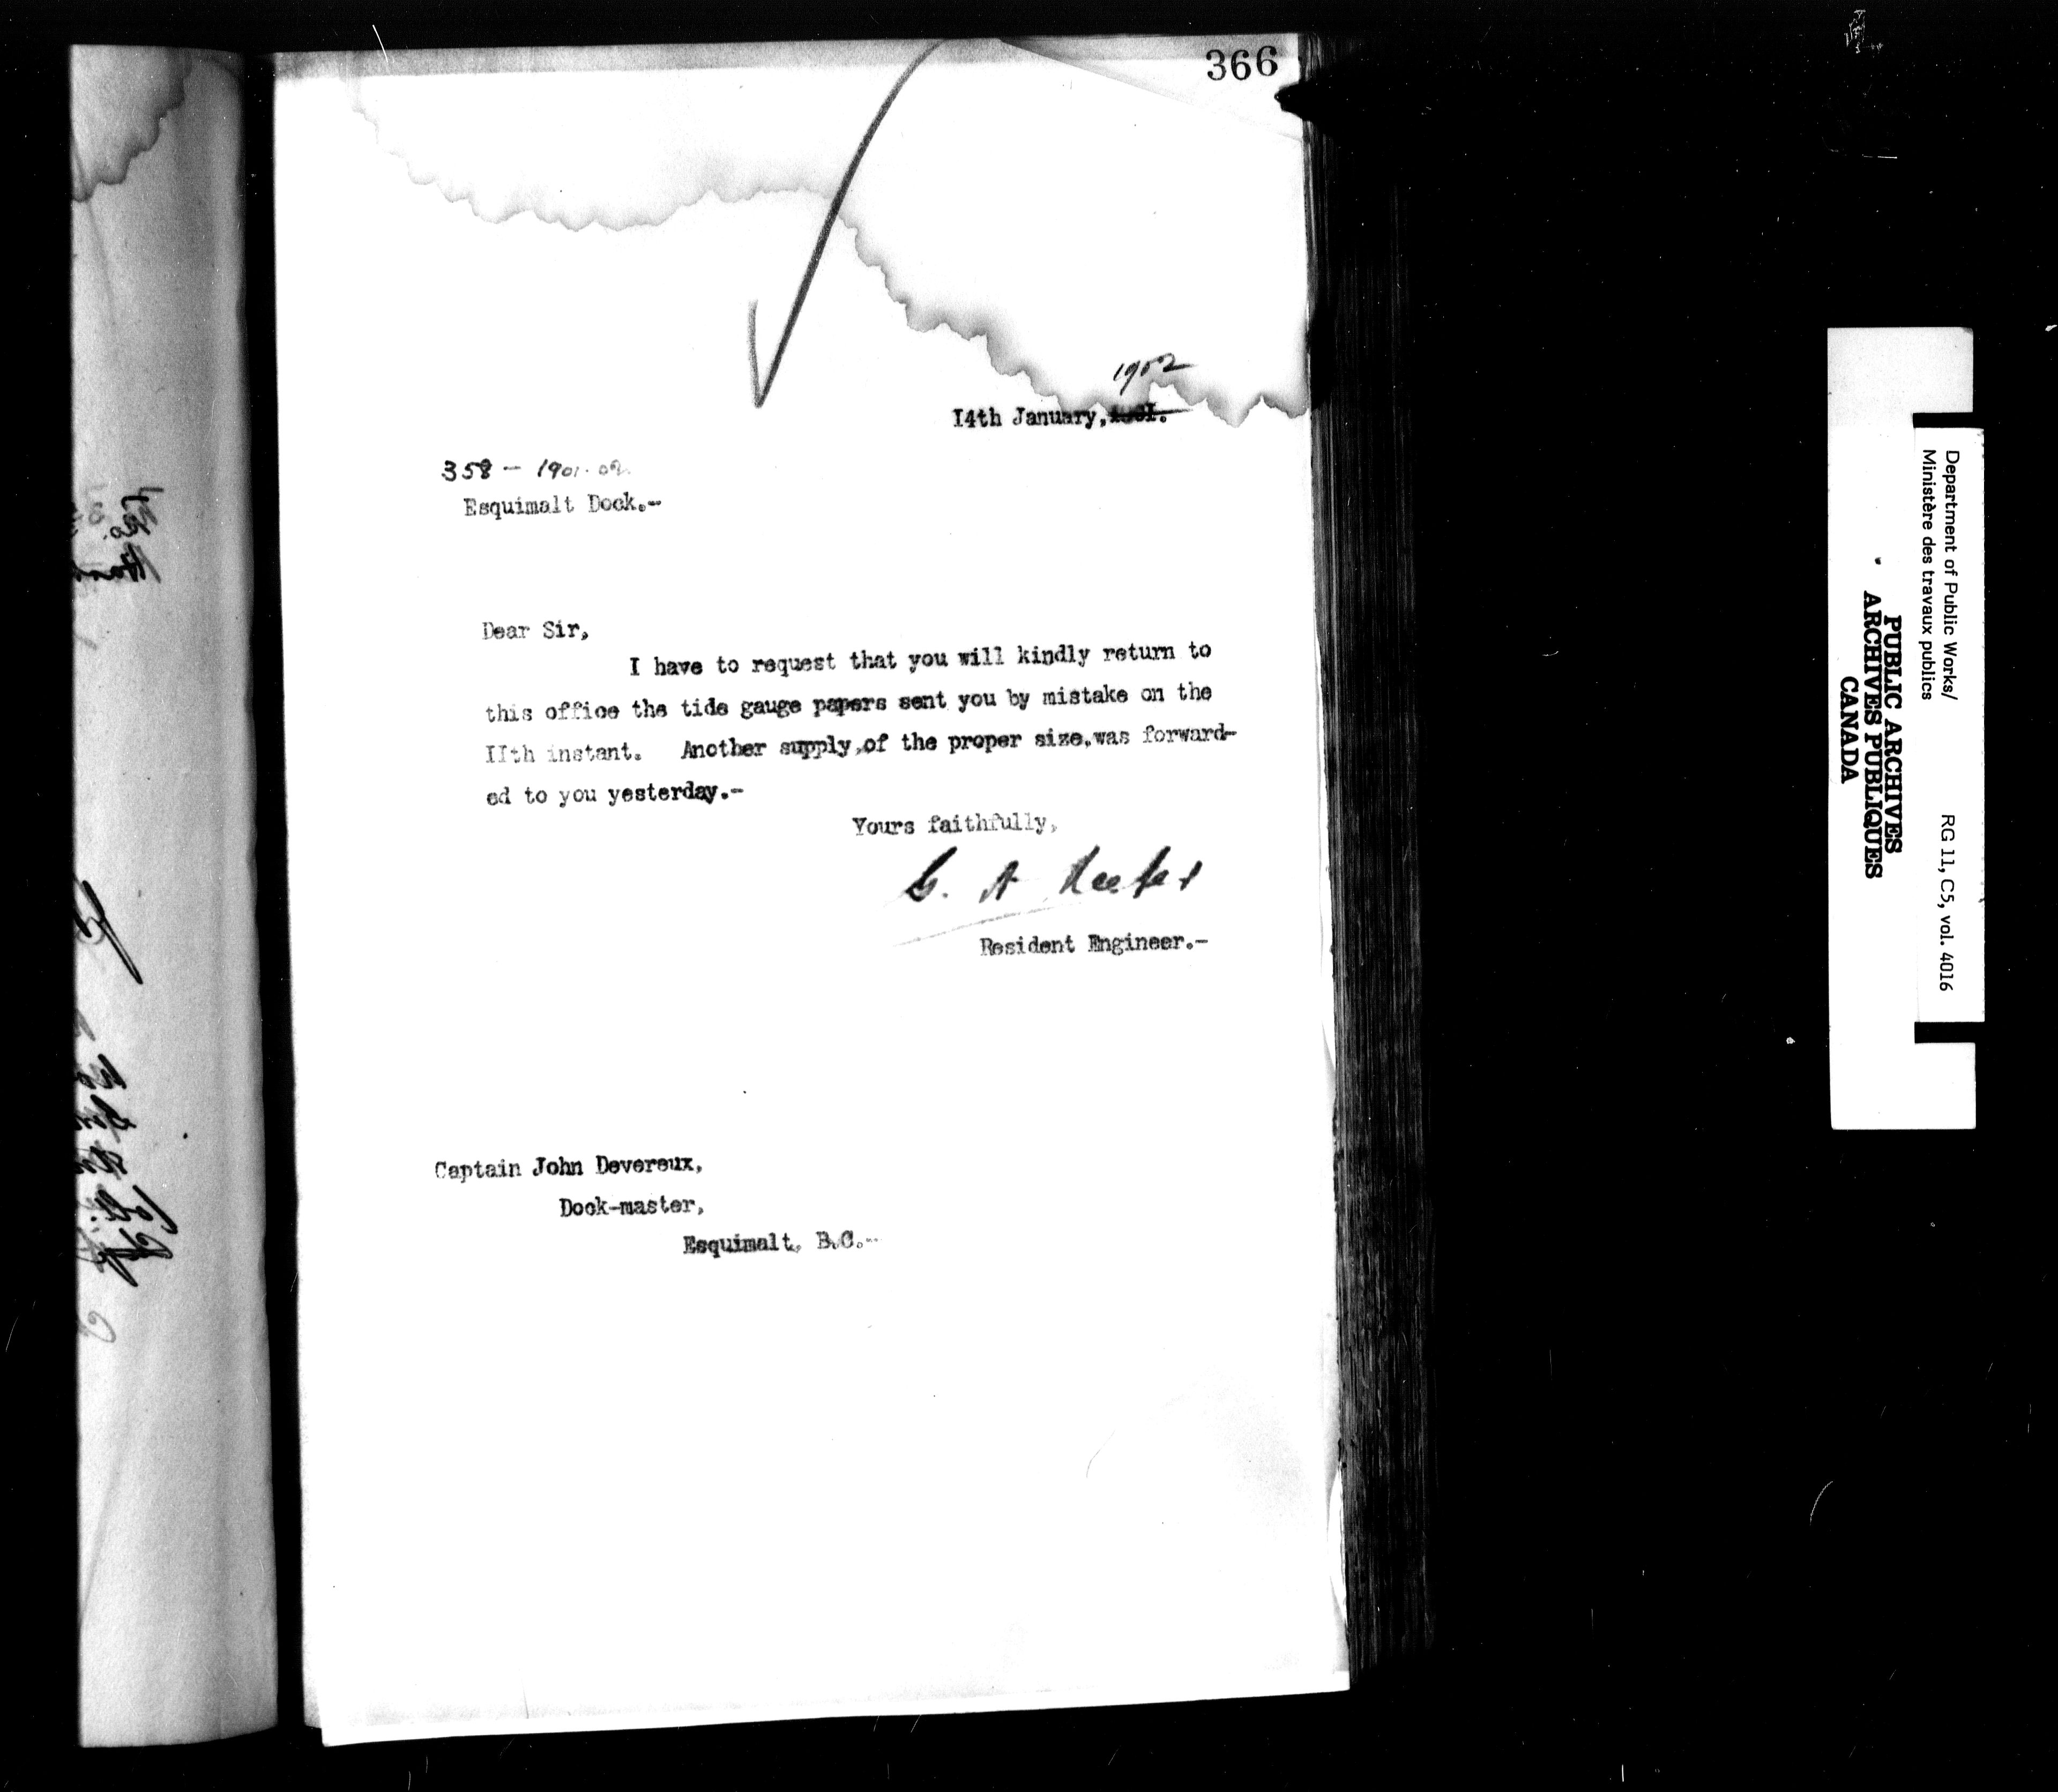 366
1902
14th January,
358 - 1901-02
Esquimalt Dock.-
Dear Sir,
I have to request that you will kindly return to
this office the tide gauge papers sent you by mistake on the
IIth instant. Another supply,of the proper size,was forward-
ed to you yesterday.-
Yours faithfully,
G. A Keefer
Resident Engineer.-
Captain John Devereux,
Dock-master,
Esquimalt, B.C.-
Department of Public Works/
Ministère des travaux publics
RG 11, C5, vol. 4016
PUBLIC ARCHIVES
ARCHIVES PUBLIQUES
CANADA